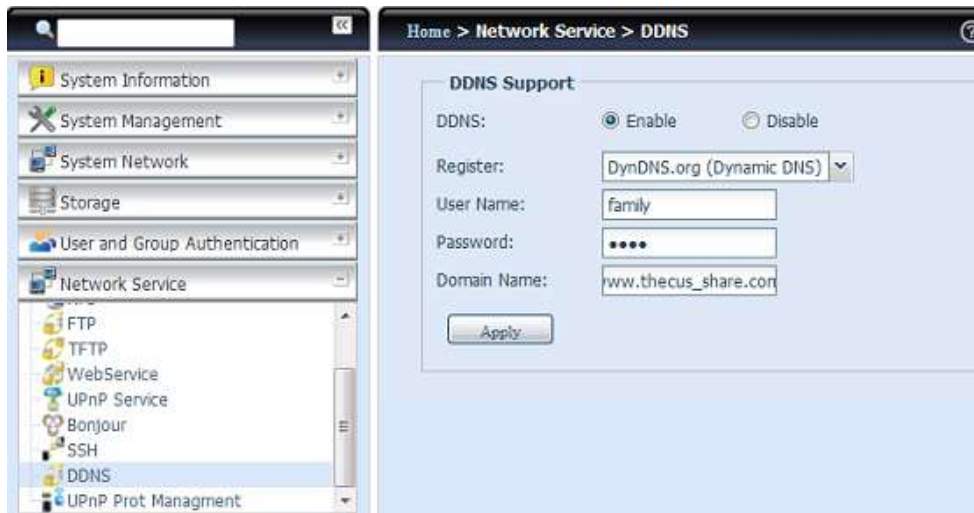 Home > Network Service > DDNS
System Information
System Management
System Network
Storage
User and Group Authentication
Network Service
FTP
TFTP
WebService
UPnP Service
Bonjour
SSH
DDNS
UPnP Prot Managment
DDNS Support
DDNS: Enable Disable
Register: DynDNS.org (Dynamic DNS)
User Name: family
Password: ••••
Domain Name: www.thecus_share.com
Apply